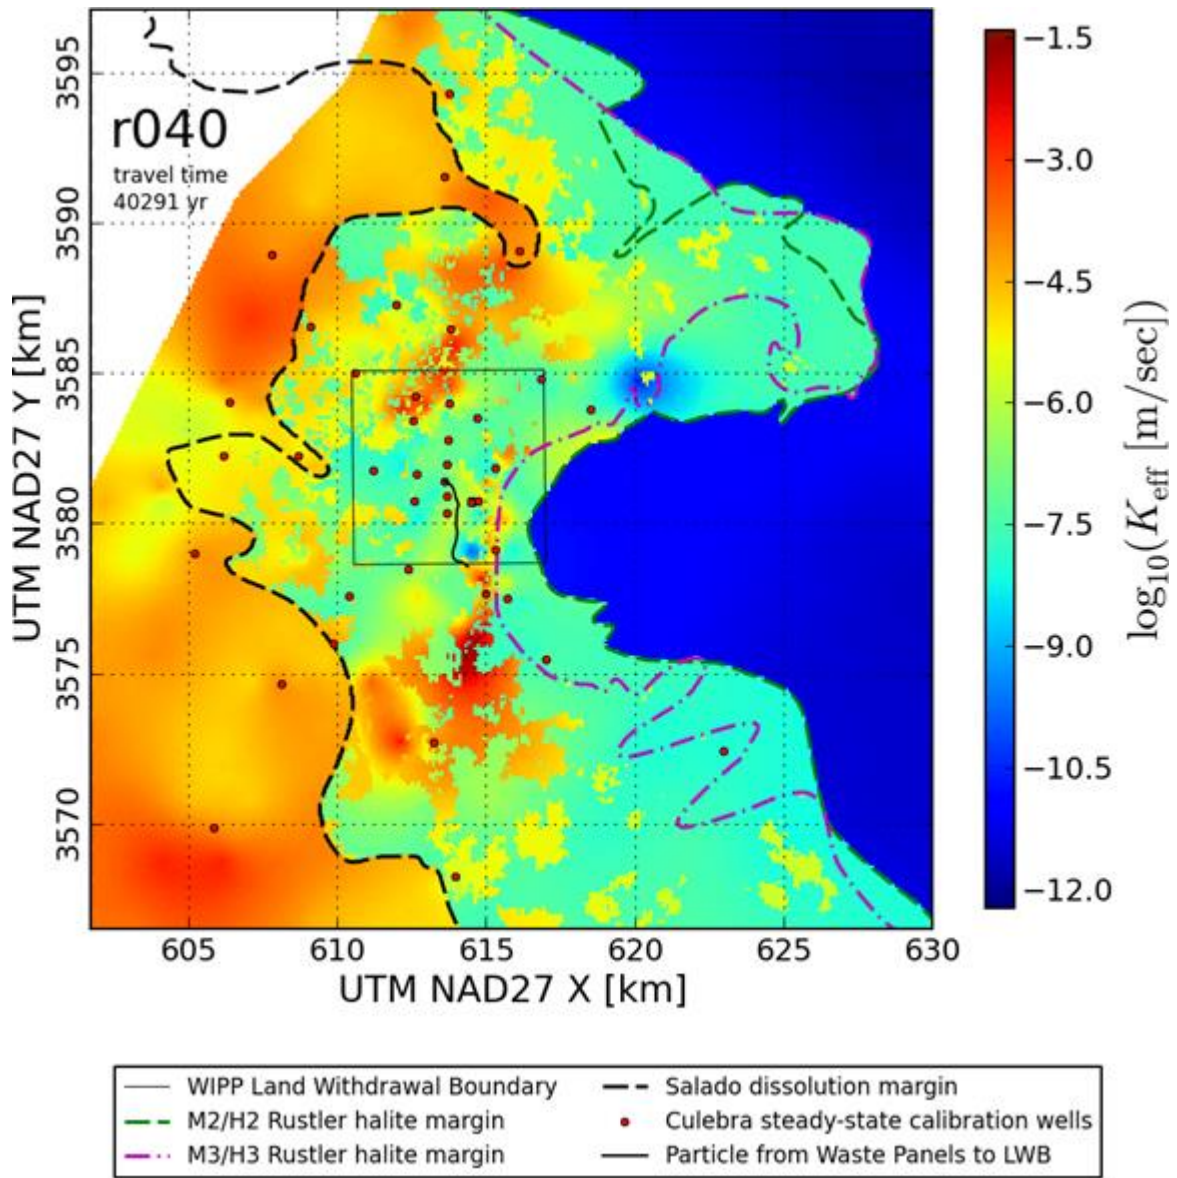 r040
travel time
40291 yr
3595
3590
3585
3580
3575
3570
UTM NAD27 Y [km]
605
610
615
620
625
630
UTM NAD27 X [km]
−1.5
−3.0
−4.5
−6.0
−7.5
−9.0
−10.5
−12.0
log₁₀(K_eff [m/sec])
WIPP Land Withdrawal Boundary
M2/H2 Rustler halite margin
M3/H3 Rustler halite margin
Salado dissolution margin
Culebra steady-state calibration wells
Particle from Waste Panels to LWB